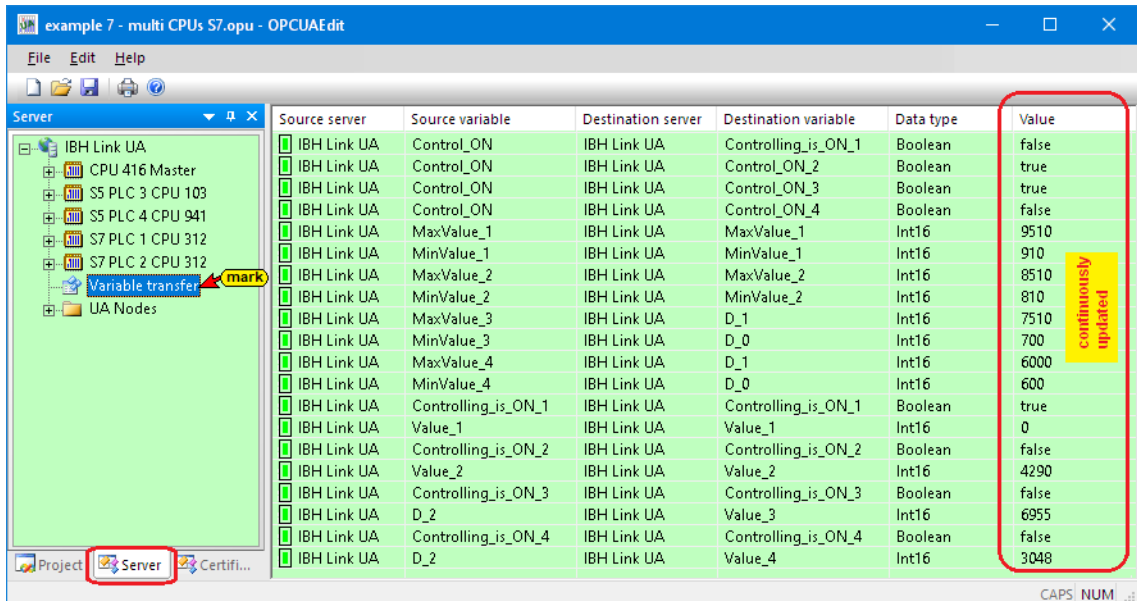 example 7 - multi CPUs S7.opu - OPCUAEdit
File Edit Help
Server
IBH Link UA
CPU 416 Master
S5 PLC 3 CPU 103
S5 PLC 4 CPU 941
S7 PLC 1 CPU 312
S7 PLC 2 CPU 312
Variable transfer
mark
UA Nodes
Project Server Certifi...
Source server Source variable Destination server Destination variable Data type Value
IBH Link UA Control_ON IBH Link UA Controlling_is_ON_1 Boolean false
IBH Link UA Control_ON IBH Link UA Control_ON_2 Boolean true
IBH Link UA Control_ON IBH Link UA Control_ON_3 Boolean true
IBH Link UA Control_ON IBH Link UA Control_ON_4 Boolean false
IBH Link UA MaxValue_1 IBH Link UA MaxValue_1 Int16 9510
IBH Link UA MinValue_1 IBH Link UA MinValue_1 Int16 910
IBH Link UA MaxValue_2 IBH Link UA MaxValue_2 Int16 8510
IBH Link UA MinValue_2 IBH Link UA MinValue_2 Int16 810
IBH Link UA MaxValue_3 IBH Link UA D_1 Int16 7510
IBH Link UA MinValue_3 IBH Link UA D_0 Int16 700
IBH Link UA MaxValue_4 IBH Link UA D_1 Int16 6000
IBH Link UA MinValue_4 IBH Link UA D_0 Int16 600
IBH Link UA Controlling_is_ON_1 IBH Link UA Controlling_is_ON_1 Boolean true
IBH Link UA Value_1 IBH Link UA Value_1 Int16 0
IBH Link UA Controlling_is_ON_2 IBH Link UA Controlling_is_ON_2 Boolean false
IBH Link UA Value_2 IBH Link UA Value_2 Int16 4290
IBH Link UA Controlling_is_ON_3 IBH Link UA Controlling_is_ON_3 Boolean false
IBH Link UA D_2 IBH Link UA Value_3 Int16 6955
IBH Link UA Controlling_is_ON_4 IBH Link UA Controlling_is_ON_4 Boolean false
IBH Link UA D_2 IBH Link UA Value_4 Int16 3048
continuously
updated
CAPS NUM